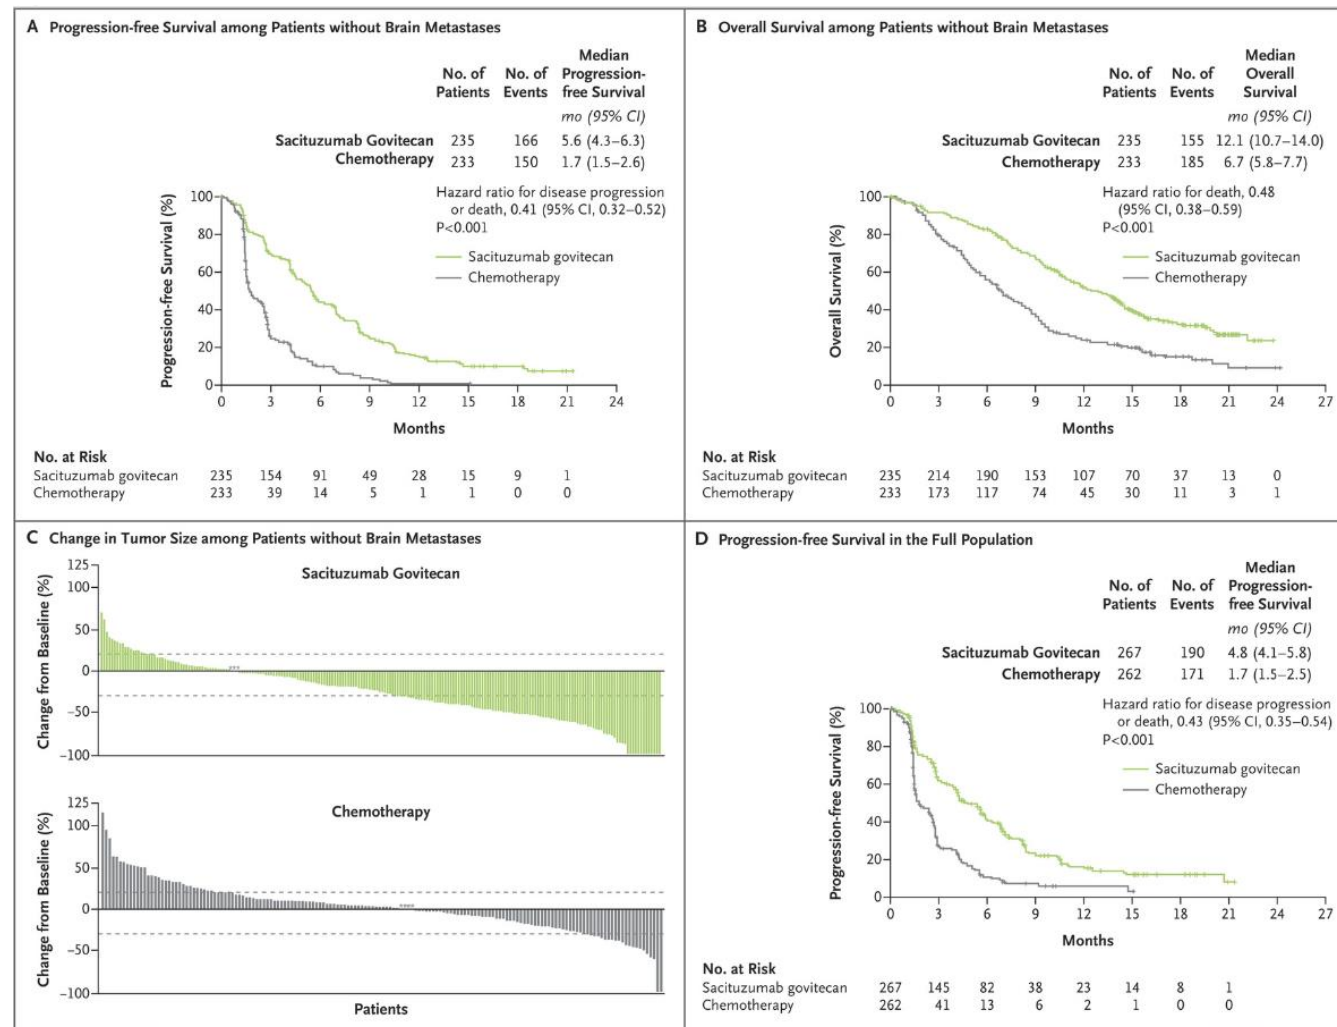 A Progression-free Survival among Patients without Brain Metastases
No. of Patients
No. of Events
Median Progression-free Survival
mo (95% CI)
Sacituzumab Govitecan 235 166 5.6 (4.3–6.3)
Chemotherapy 233 150 1.7 (1.5–2.6)
Hazard ratio for disease progression
or death, 0.41 (95% CI, 0.32–0.52)
P<0.001
Sacituzumab govitecan
Chemotherapy
Progression-free Survival (%)
100
80
60
40
20
0
0 3 6 9 12 15 18 21 24
Months
No. at Risk
Sacituzumab govitecan 235 154 91 49 28 15 9 1
Chemotherapy 233 39 14 5 1 1 0 0
B Overall Survival among Patients without Brain Metastases
No. of Patients
No. of Events
Median Overall Survival
mo (95% CI)
Sacituzumab Govitecan 235 155 12.1 (10.7–14.0)
Chemotherapy 233 185 6.7 (5.8–7.7)
Hazard ratio for death, 0.48
(95% CI, 0.38–0.59)
P<0.001
Sacituzumab govitecan
Chemotherapy
Overall Survival (%)
100
80
60
40
20
0
0 3 6 9 12 15 18 21 24 27
Months
No. at Risk
Sacituzumab govitecan 235 214 190 153 107 70 37 13 0
Chemotherapy 233 173 117 74 45 30 11 3 1
C Change in Tumor Size among Patients without Brain Metastases
Sacituzumab Govitecan
Change from Baseline (%)
125
100
50
0
–50
–100
***
Chemotherapy
Change from Baseline (%)
125
100
50
0
–50
–100
****
Patients
D Progression-free Survival in the Full Population
No. of Patients
No. of Events
Median Progression-free Survival
mo (95% CI)
Sacituzumab Govitecan 267 190 4.8 (4.1–5.8)
Chemotherapy 262 171 1.7 (1.5–2.5)
Hazard ratio for disease progression
or death, 0.43 (95% CI, 0.35–0.54)
P<0.001
Sacituzumab govitecan
Chemotherapy
Progression-free Survival (%)
100
80
60
40
20
0
0 3 6 9 12 15 18 21 24 27
Months
No. at Risk
Sacituzumab govitecan 267 145 82 38 23 14 8 1
Chemotherapy 262 41 13 6 2 1 0 0